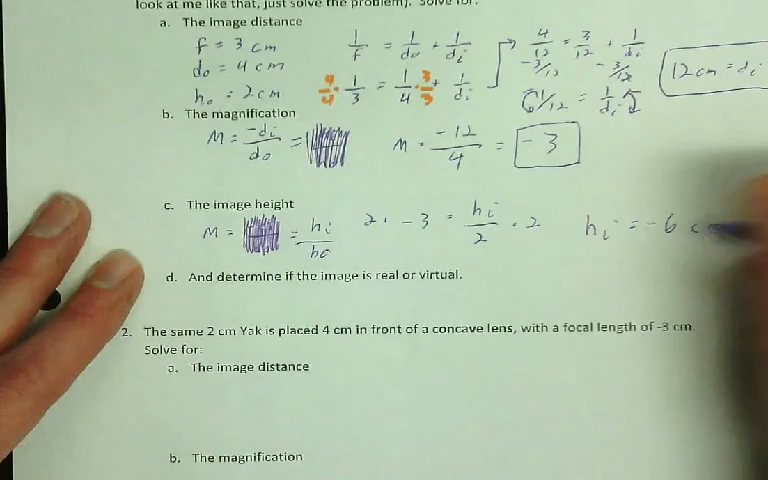 look at me like that, just solve the problem). Solve for:
a. The image distance
f = 3 cm
do = 4 cm
ho = 2 cm
1/f = 1/do + 1/di
4/4 · 1/3 = 1/4 · 3/3 + 1/di
4/12 = 3/12 + 1/di
-3/12 -3/12
1/12 = 1/di
12 cm = di
b. The magnification
M = -di/do =
M = -12/4 = -3
c. The image height
M = = hi/ho
2 · -3 = hi/2 · 2
hi = -6 c
d. And determine if the image is real or virtual.
2. The same 2 cm Yak is placed 4 cm in front of a concave lens, with a focal length of -3 cm.
Solve for:
a. The image distance
b. The magnification